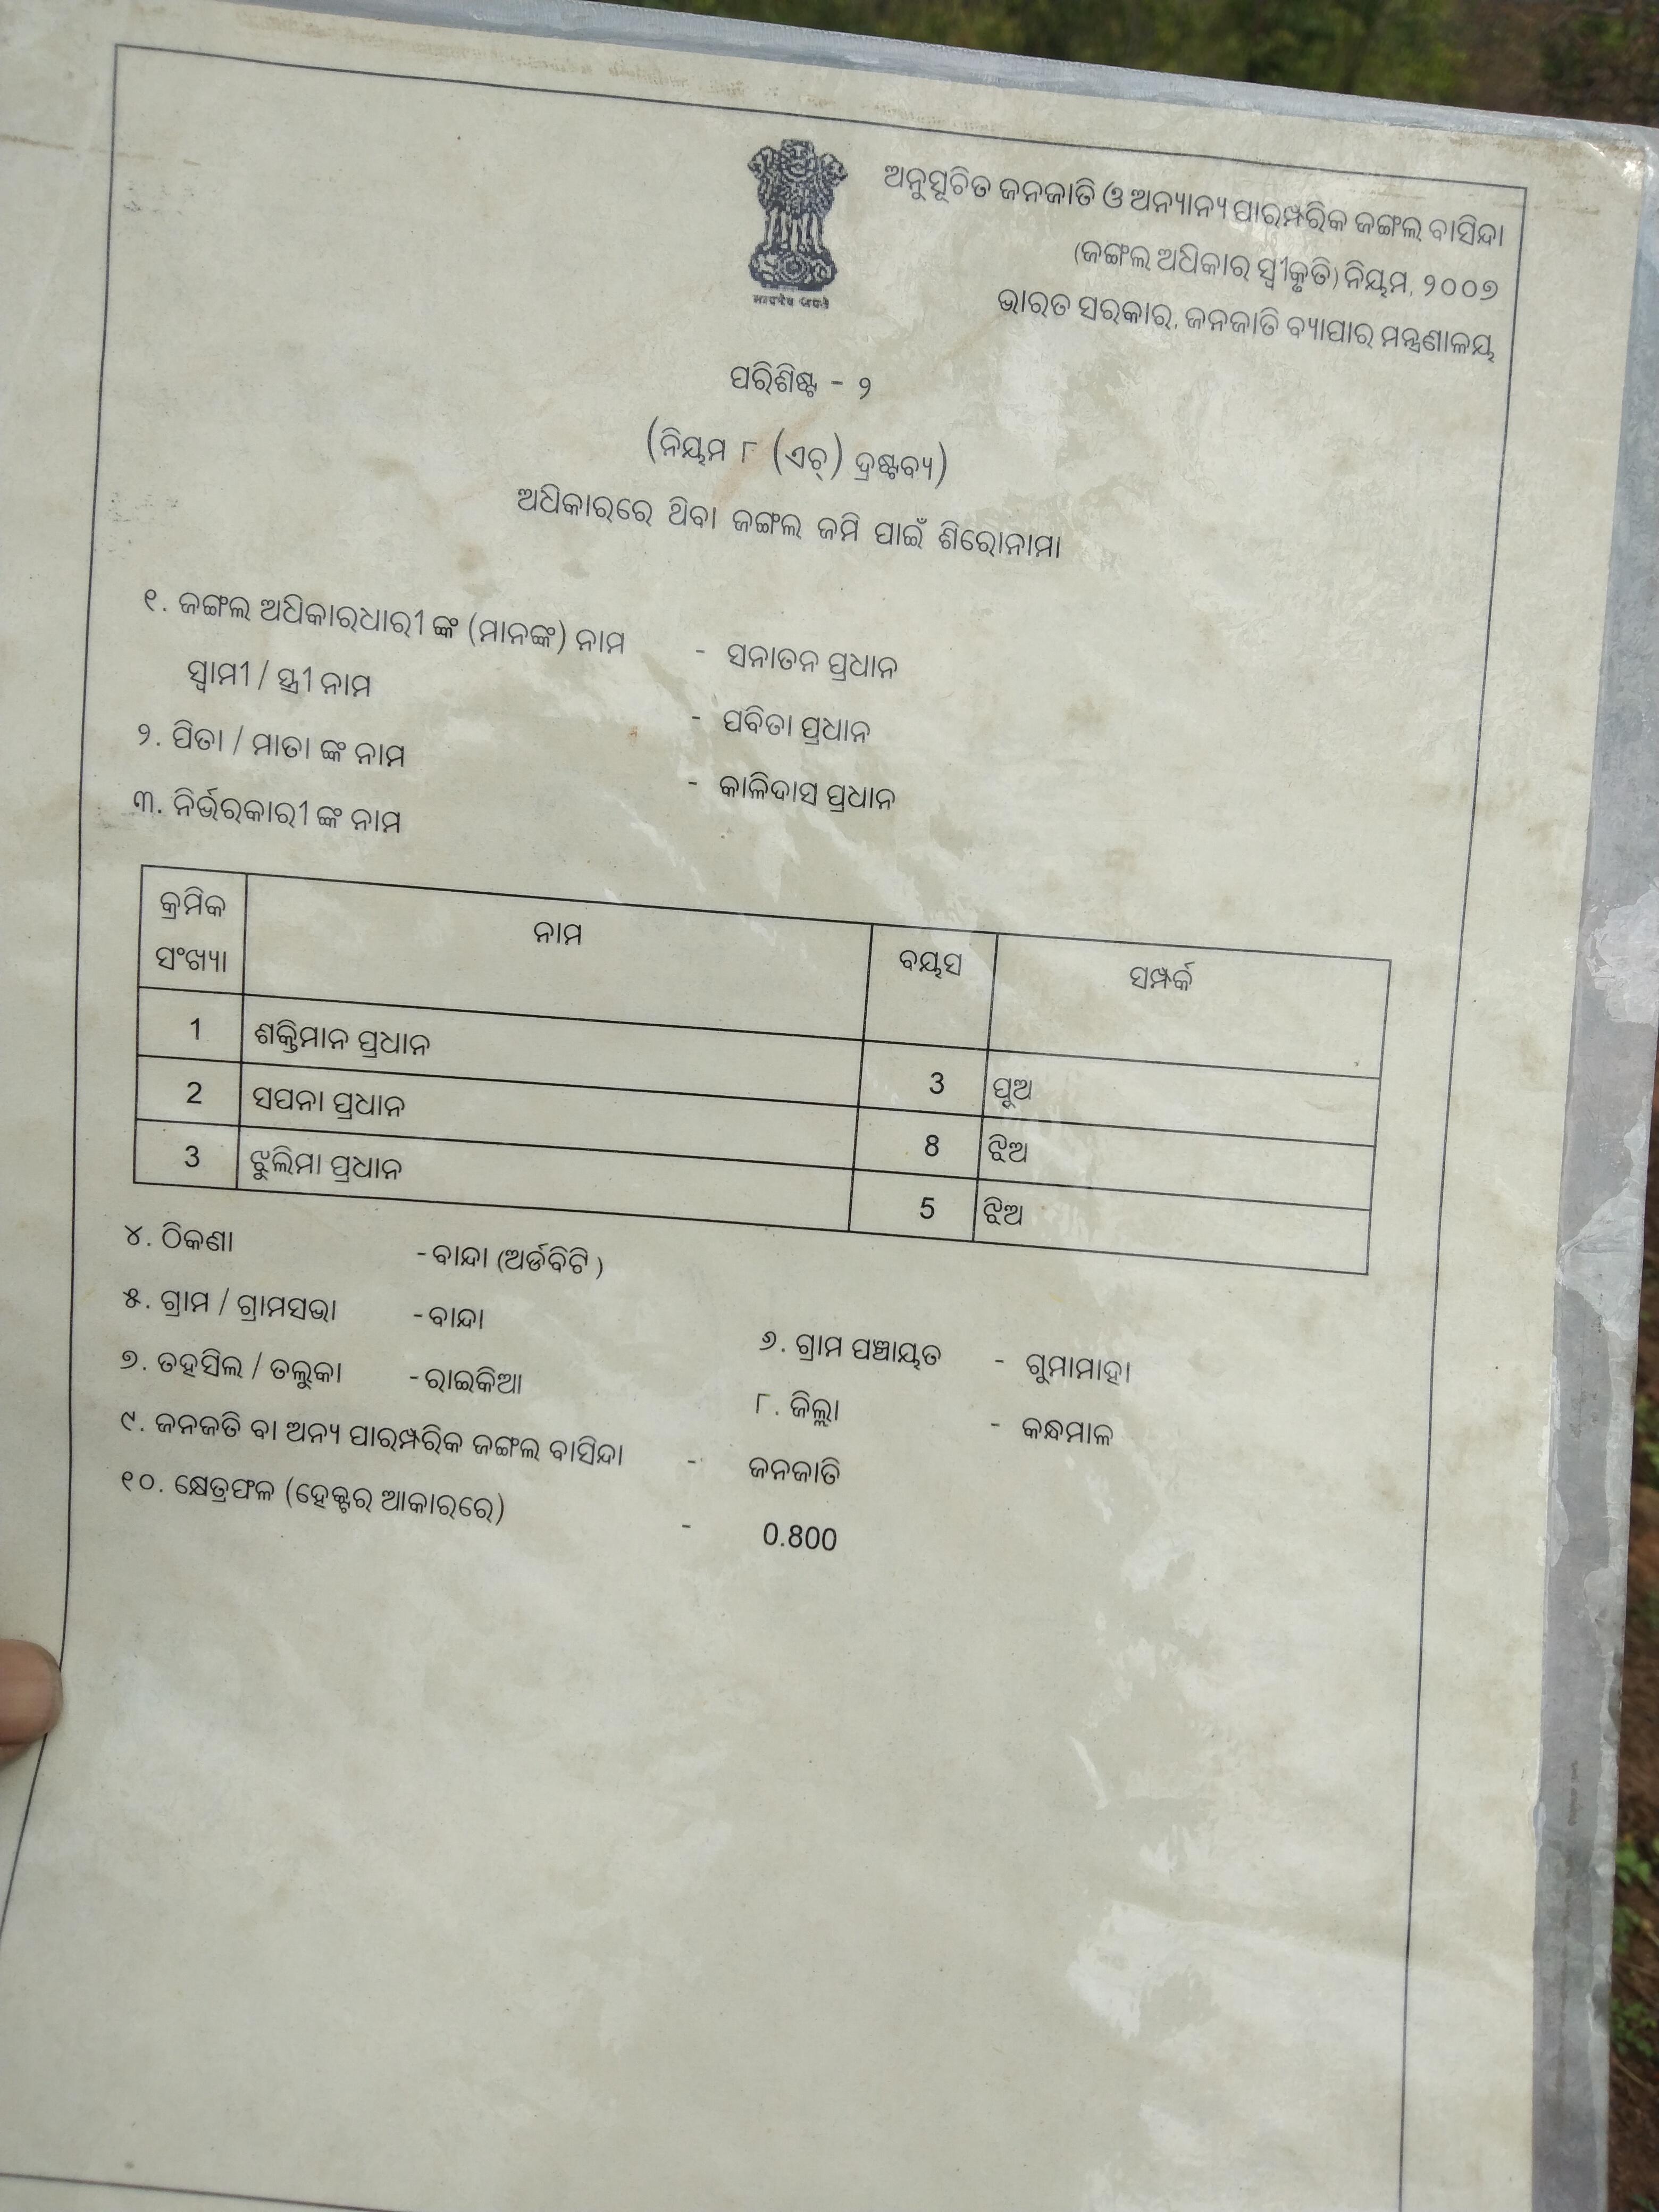 ଅନୁସୂଚିତ ଜନଜାତି ଓ ଅନ୍ୟାନ୍ୟ ପାରମ୍ପରିକ ଜଙ୍ଗଲ ବାସିନ୍ଦା
(ଜଙ୍ଗଲ ଅଧିକାର ସ୍ୱୀକୃତି) ନିୟମ, ୨୦୦୭
ଭାରତ ସରକାର, ଜନଜାତି ବ୍ୟାପାର ମନ୍ତ୍ରଣାଳୟ
ପରିଶିଷ୍ଟ - ୨
(ନିୟମ ୮ (ଏଚ୍) ଦ୍ରଷ୍ଟବ୍ୟ)
ଅଧିକାରରେ ଥିବା ଜଙ୍ଗଲ ଜମି ପାଇଁ ଶିରୋନାମା
୧. ଜଙ୍ଗଲ ଅଧିକାରଧାରୀ ଙ୍କ (ମାନଙ୍କ) ନାମ - ସନାତନ ପ୍ରଧାନ
ସ୍ୱାମୀ / ସ୍ତ୍ରୀ ନାମ - ପବିତା ପ୍ରଧାନ
୨. ପିତା / ମାତା ଙ୍କ ନାମ - କାଳିଦାସ ପ୍ରଧାନ
୩. ନିର୍ଭରକାରୀ ଙ୍କ ନାମ
କ୍ରମିକ ସଂଖ୍ୟା ନାମ ବୟସ ସମ୍ପର୍କ
1 ଶକ୍ତିମାନ ପ୍ରଧାନ 3 ପୁଅ
2 ସପନା ପ୍ରଧାନ 8 ଝିଅ
3 ଝୁଲିମା ପ୍ରଧାନ 5 ଝିଅ
୪. ଠିକଣା - ବାନ୍ଦା (ଅର୍ଡବିଟି )
୫. ଗ୍ରାମ / ଗ୍ରାମସଭା - ବାନ୍ଦା ୬. ଗ୍ରାମ ପଞ୍ଚାୟତ - ଗୁମାମାହା
୭. ତହସିଲ / ତଲୁକା - ରାଇକିଆ ୮. ଜିଲ୍ଲା - କନ୍ଧମାଳ
୯. ଜନଜତି ବା ଅନ୍ୟ ପାରମ୍ପରିକ ଜଙ୍ଗଲ ବାସିନ୍ଦା - ଜନଜାତି
୧୦. କ୍ଷେତ୍ରଫଳ (ହେକ୍ଟର ଆକାରରେ) - 0.800